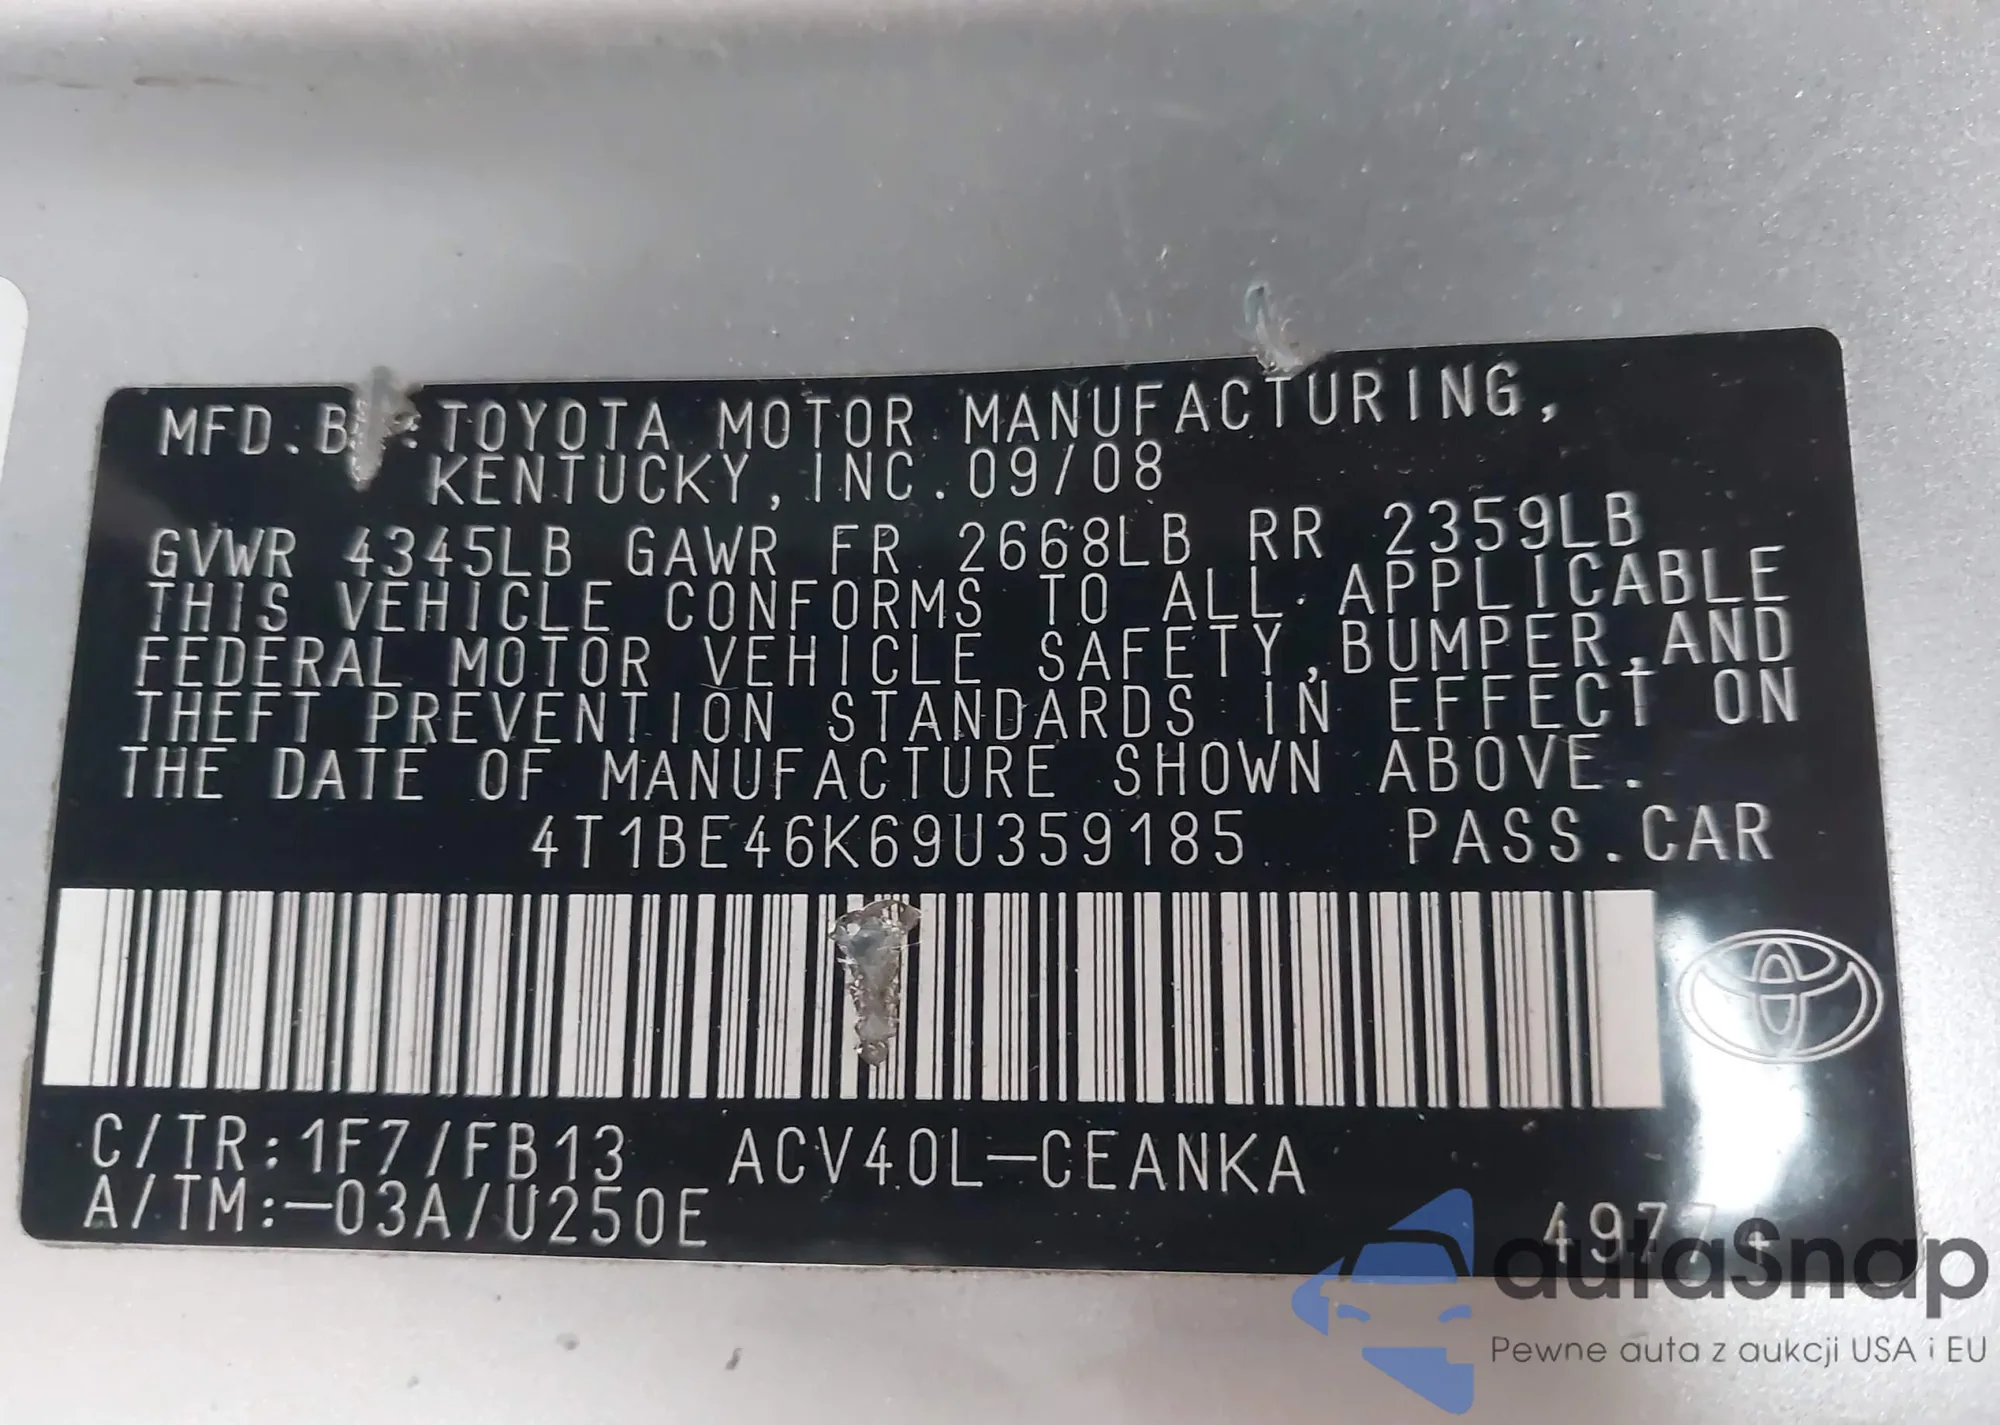 MFD.B :TOYOTA MOTOR MANUFACTURING,
KENTUCKY, INC. 09/08
GVWR 4345LB GAWR FR 2668LB RR 2359LB
THIS VEHICLE CONFORMS TO ALL APPLICABLE
FEDERAL MOTOR VEHICLE SAFETY,BUMPER,AND
THEFT PREVENTION STANDARDS IN EFFECT ON
THE DATE OF MANUFACTURE SHOWN ABOVE.
4T1BE46K69U359185 PASS.CAR
C/TR:1F7/FB13 ACV40L-CEANKA
A/TM:-03A/U250E
49774
autaSnap
Pewne auta z aukcji USA i EU